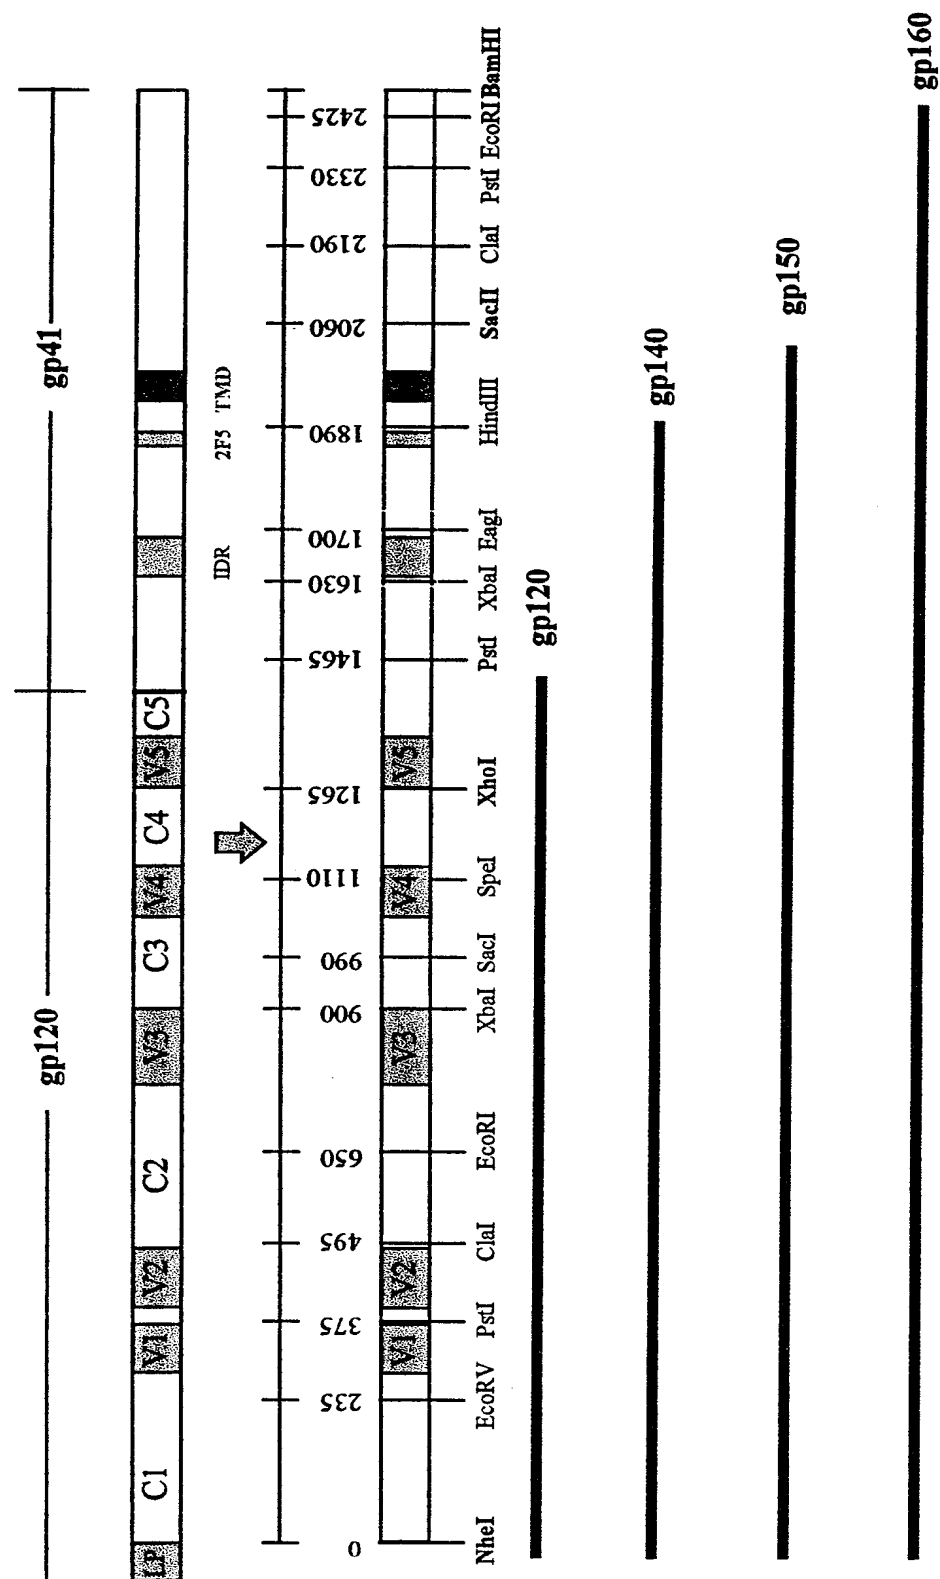 gp120
gp41
LP
C1
V1
V2
C2
V3
C3
V4
C4
V5
C5
IDR
2F5
TMD
0
235
375
495
650
900
990
1110
1265
1465
1630
1700
1890
2060
2190
2330
2425
V1
V2
V3
V4
V5
NheI
EcoRV
PstI
ClaI
EcoRI
XbaI
SacI
SpeI
XhoI
PstI
XbaI
EagI
HindIII
SacII
ClaI
PstI
EcoRI
BamHI
gp120
gp140
gp150
gp160